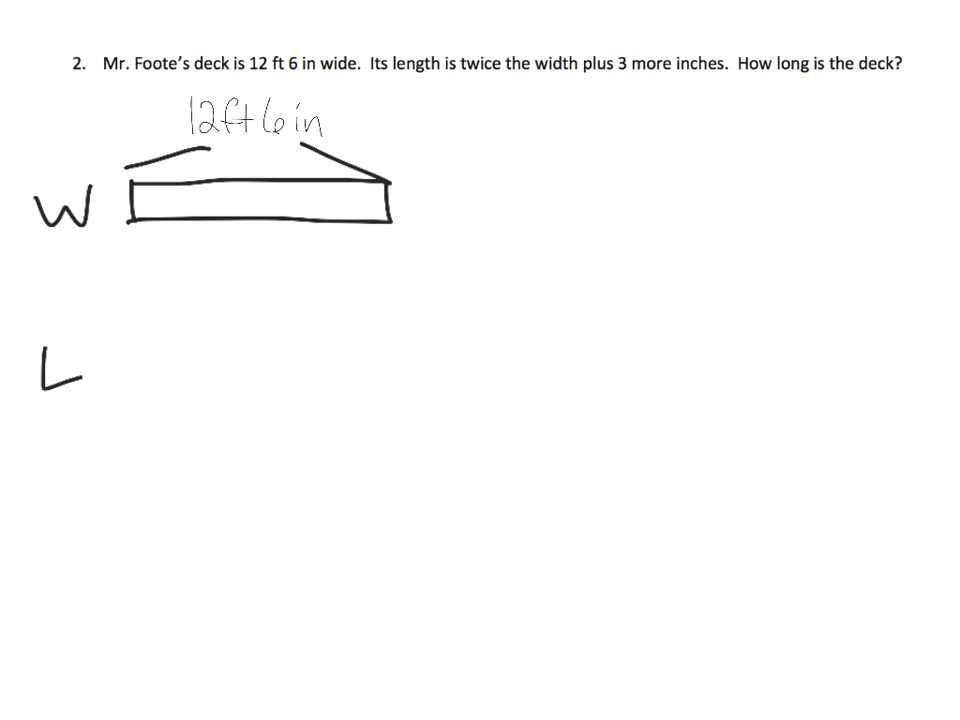 2. Mr. Foote's deck is 12 ft 6 in wide. Its length is twice the width plus 3 more inches. How long is the deck?
12ft 6in
W
L